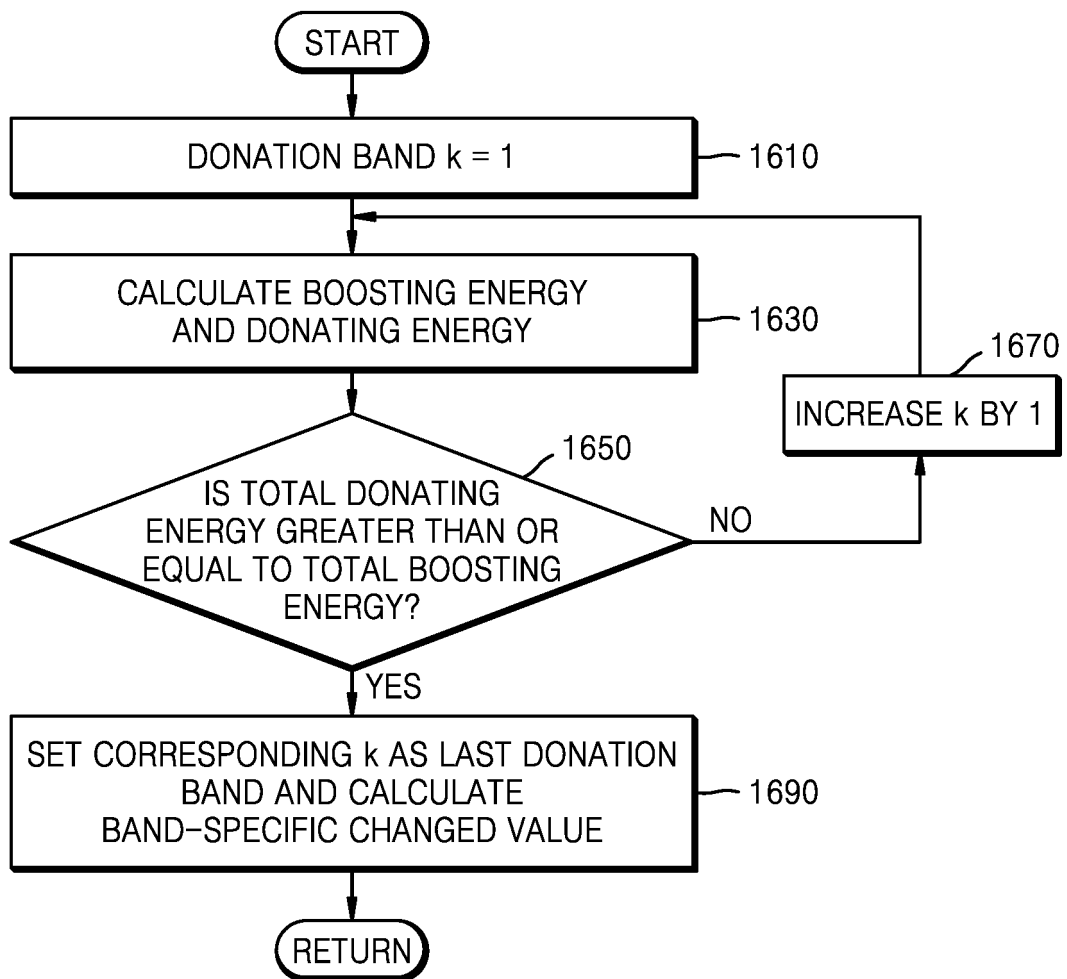 START
DONATION BAND k = 1
1610
CALCULATE BOOSTING ENERGY
AND DONATING ENERGY
1630
1670
INCREASE k BY 1
1650
IS TOTAL DONATING
ENERGY GREATER THAN OR
EQUAL TO TOTAL BOOSTING
ENERGY?
NO
YES
SET CORRESPONDING k AS LAST DONATION
BAND AND CALCULATE
BAND-SPECIFIC CHANGED VALUE
1690
RETURN